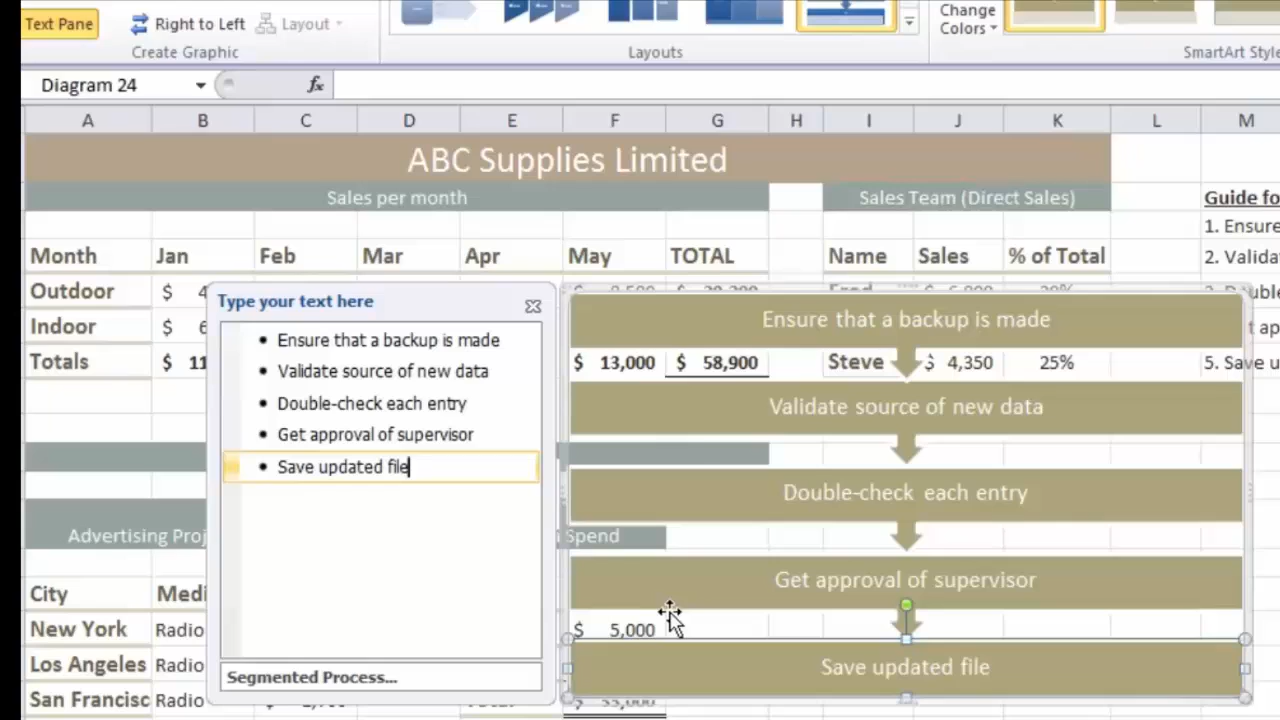 Text Pane Right to Left Layout Change Colors
Create Graphic Layouts SmartArt Style
Diagram 24 fx
A B C D E F G H I J K L M
ABC Supplies Limited
Sales per month Sales Team (Direct Sales) Guide fo
1. Ensure
Month Jan Feb Mar Apr May TOTAL Name Sales % of Total 2. Valida
Outdoor $ 4
Indoor $ 6
Totals $ 11 $ 13,000 $ 58,900 Steve $ 4,350 25% 5. Save u
Type your text here
Ensure that a backup is made
Validate source of new data
Double-check each entry
Get approval of supervisor
Save updated file
Segmented Process...
Ensure that a backup is made
Validate source of new data
Double-check each entry
Get approval of supervisor
Save updated file
Advertising Proj Spend
City Medi
New York Radio $ 5,000
Los Angeles Radio
San Francisc Radio